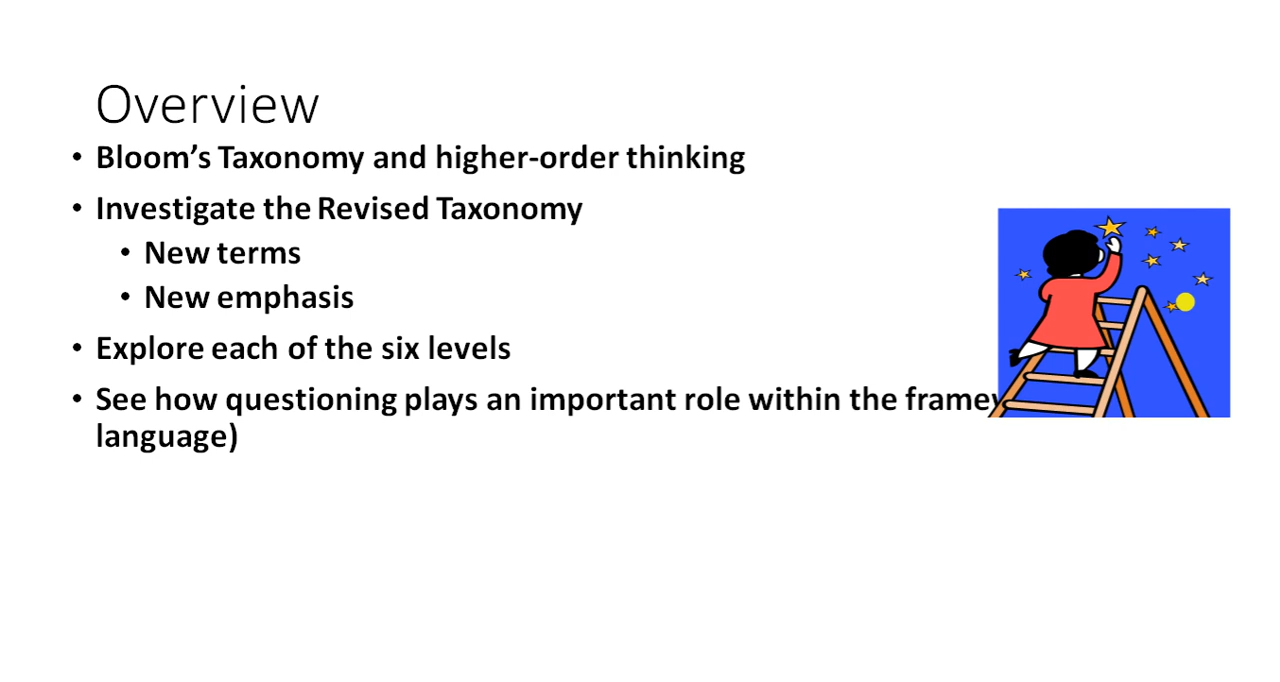 Overview
• Bloom’s Taxonomy and higher-order thinking
• Investigate the Revised Taxonomy
• New terms
• New emphasis
• Explore each of the six levels
• See how questioning plays an important role within the
language)